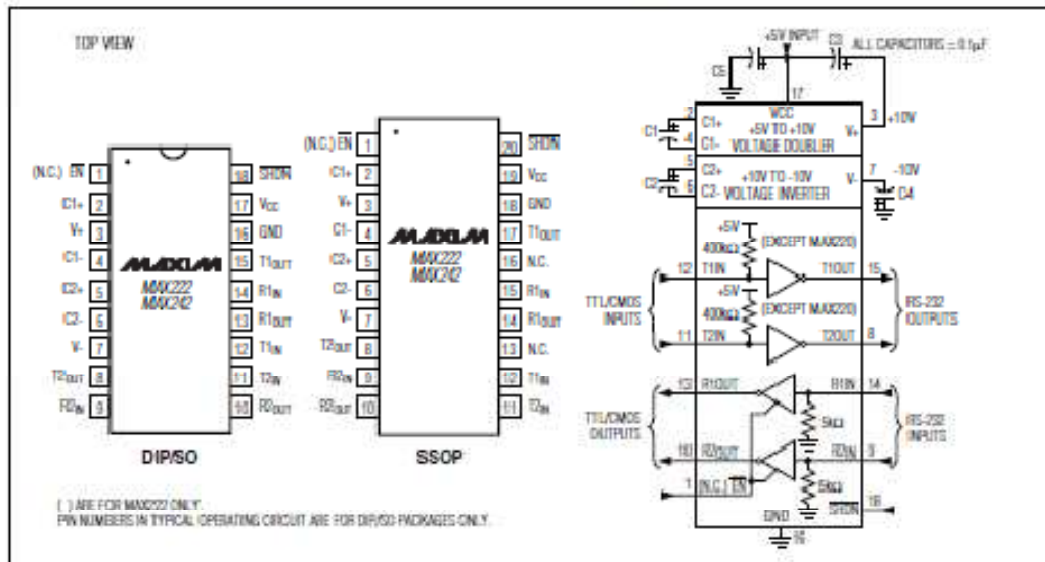 TOP VIEW
(N.C.) EN 1
C1+ 2
V+ 3
C1- 4
C2+ 5
C2- 6
V- 7
T2OUT 8
R2IN 9
18 SHDN
17 VCC
16 GND
15 T1OUT
14 R1IN
13 R1OUT
12 T1IN
11 T2IN
10 R2OUT
MAXIM
MAX222
MAX242
DIP/SO
(N.C.) EN 1
C1+ 2
V+ 3
C1- 4
C2+ 5
C2- 6
V- 7
T2OUT 8
R2IN 9
R2OUT 10
20 SHDN
19 VCC
18 GND
17 T1OUT
16 N.C.
15 R1IN
14 R1OUT
13 N.C.
12 T1IN
11 T2IN
MAXIM
MAX222
MAX242
SSOP
( ) ARE FOR MAX222 ONLY.
PIN NUMBERS IN TYPICAL OPERATING CIRCUIT ARE FOR DIP/SO PACKAGES ONLY.
+5V INPUT
C3
ALL CAPACITORS = 0.1µF
C5
17
VCC
2 C1+
C1
4 C1-
+5V TO +10V
VOLTAGE DOUBLER
V+ 3 +10V
5 C2+
C2
6 C2-
+10V TO -10V
VOLTAGE INVERTER
V- 7 -10V
C4
+5V
400kΩ (EXCEPT MAX220)
12 T1IN
T1OUT 15
+5V
400kΩ (EXCEPT MAX220)
11 T2IN
T2OUT 8
TTL/CMOS
INPUTS
RS-232
OUTPUTS
13 R1OUT
R1IN 14
5kΩ
10 R2OUT
R2IN 9
5kΩ
TTL/CMOS
OUTPUTS
RS-232
INPUTS
1 (N.C.) EN
SHDN 18
GND
16